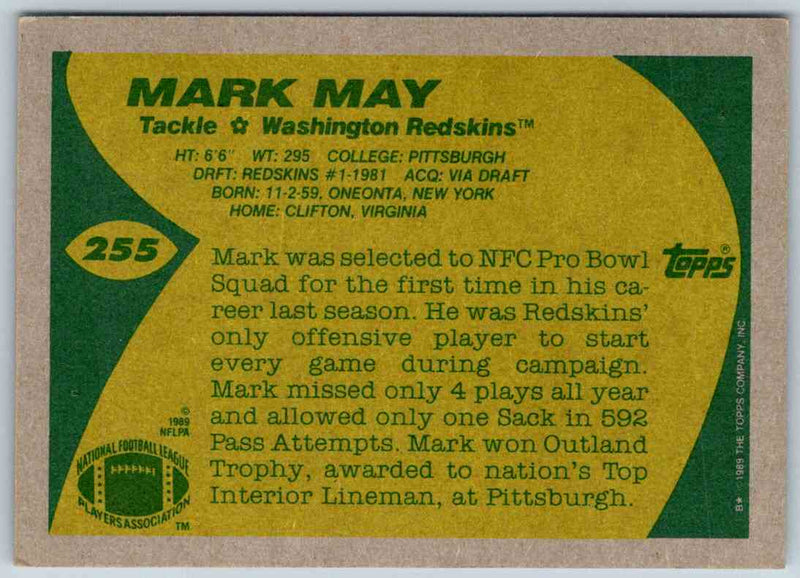 MARK MAY
Tackle ✩ Washington Redskins™
HT: 6'6" WT: 295 COLLEGE: PITTSBURGH
DRFT: REDSKINS #1-1981 ACQ: VIA DRAFT
BORN: 11-2-59, ONEONTA, NEW YORK
HOME: CLIFTON, VIRGINIA
255
Mark was selected to NFC Pro Bowl
Squad for the first time in his ca-
reer last season. He was Redskins'
only offensive player to start
every game during campaign.
Mark missed only 4 plays all year
and allowed only one Sack in 592
Pass Attempts. Mark won Outland
Trophy, awarded to nation's Top
Interior Lineman, at Pittsburgh.
topps®
©
1989
NFLPA
NATIONAL FOOTBALL LEAGUE
PLAYERS ASSOCIATION
™
B* 1989 THE TOPPS COMPANY, INC.